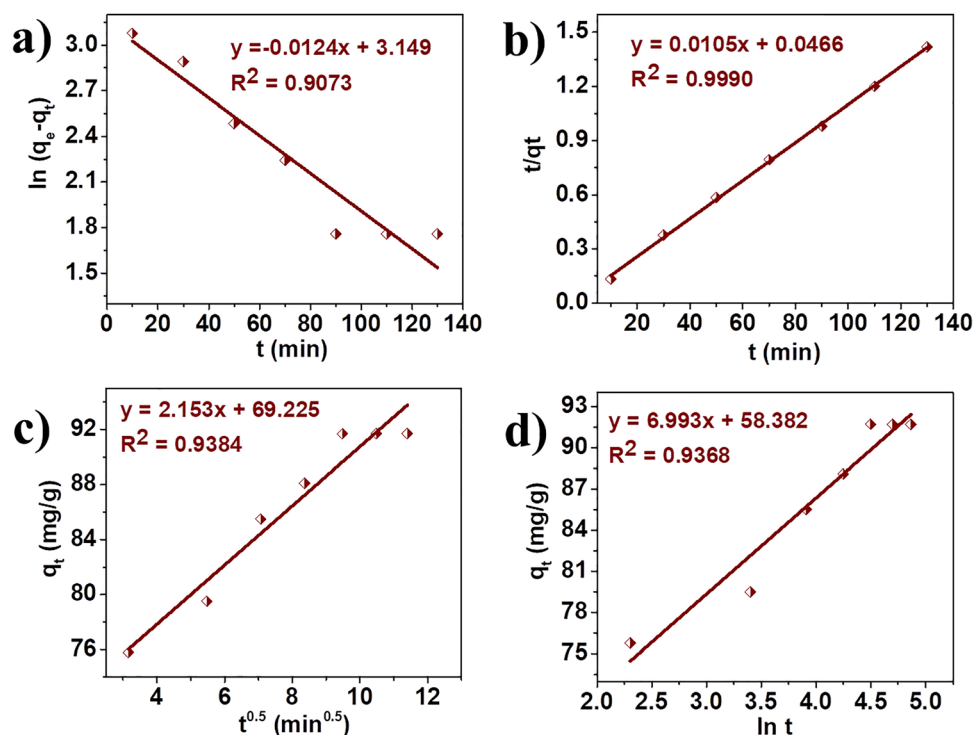 a)
y =-0.0124x + 3.149
R² = 0.9073
3.0
2.7
2.4
2.1
1.8
1.5
ln (qₑ-qₜ)
0 20 40 60 80 100 120 140
t (min)
b)
y = 0.0105x + 0.0466
R² = 0.9990
1.5
1.2
0.9
0.6
0.3
0.0
t/qt
20 40 60 80 100 120 140
t (min)
c)
y = 2.153x + 69.225
R² = 0.9384
92
88
84
80
76
qₜ (mg/g)
4 6 8 10 12
t⁰·⁵ (min⁰·⁵)
d)
y = 6.993x + 58.382
R² = 0.9368
93
91
87
83
79
75
qₜ (mg/g)
2.0 2.5 3.0 3.5 4.0 4.5 5.0
ln t